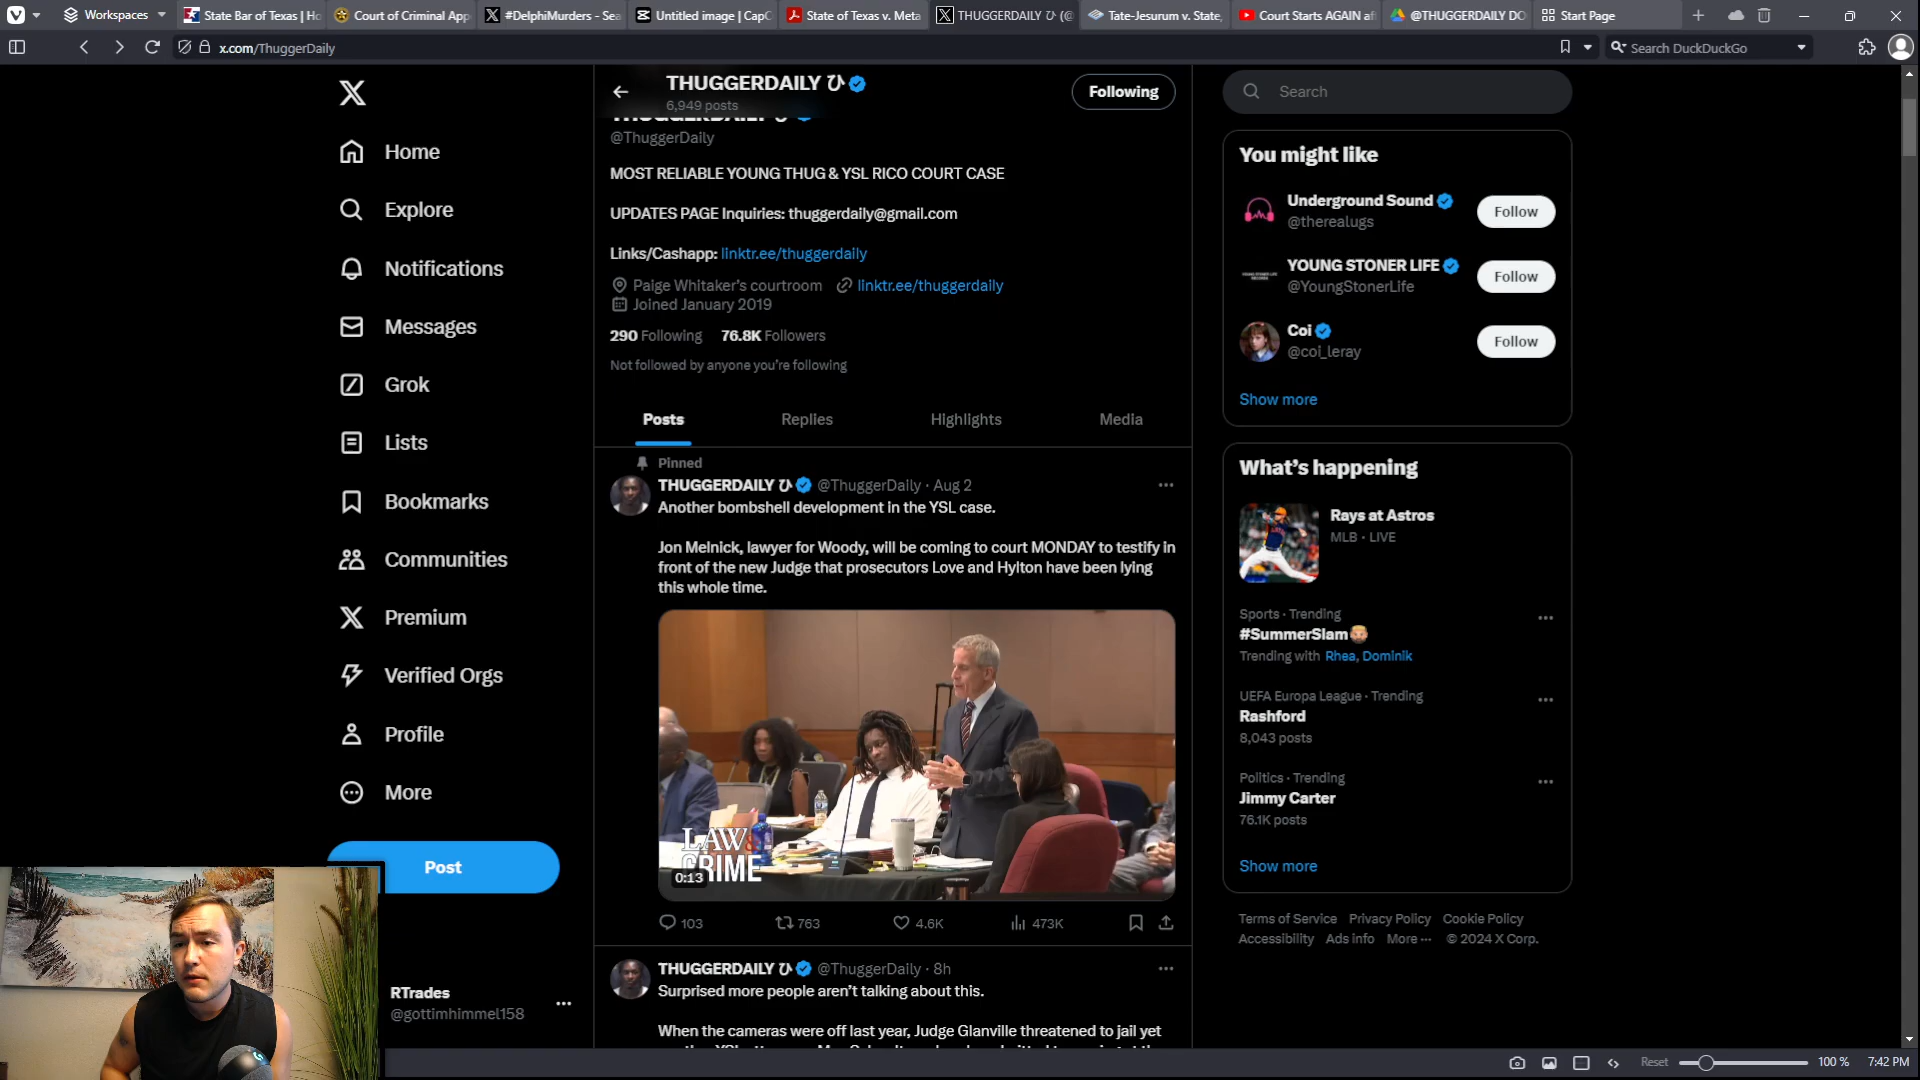 Workspaces
State Bar of Texas | Ho
Court of Criminal App
#DelphiMurders - Sea
Untitled image | CapC
State of Texas v. Meta
THUGGERDAILY ひ (@
Tate-Jesurum v. State,
Court Starts AGAIN af
@THUGGERDAILY DO
Start Page
x.com/ThuggerDaily
Search DuckDuckGo
Home
Explore
Notifications
Messages
Grok
Lists
Bookmarks
Communities
Premium
Verified Orgs
Profile
More
Post
RTrades
@gottimhimmel158
THUGGERDAILY ひ
6,949 posts
Following
@ThuggerDaily
MOST RELIABLE YOUNG THUG & YSL RICO COURT CASE
UPDATES PAGE Inquiries: thuggerdaily@gmail.com
Links/Cashapp: linktr.ee/thuggerdaily
Paige Whitaker's courtroom linktr.ee/thuggerdaily
Joined January 2019
290 Following 76.8K Followers
Not followed by anyone you're following
Posts Replies Highlights Media
Pinned
THUGGERDAILY ひ @ThuggerDaily · Aug 2
Another bombshell development in the YSL case.
Jon Melnick, lawyer for Woody, will be coming to court MONDAY to testify in
front of the new Judge that prosecutors Love and Hylton have been lying
this whole time.
LAW&
CRIME
0:13
103 763 4.6K 473K
THUGGERDAILY ひ @ThuggerDaily · 8h
Surprised more people aren't talking about this.
When the cameras were off last year, Judge Glanville threatened to jail yet
Search
You might like
Underground Sound
@therealugs
Follow
YOUNG STONER LIFE
@YoungStonerLife
Follow
Coi
@coi_leray
Follow
Show more
What's happening
Rays at Astros
MLB · LIVE
Sports · Trending
#SummerSlam
Trending with Rhea, Dominik
UEFA Europa League · Trending
Rashford
8,043 posts
Politics · Trending
Jimmy Carter
76.1K posts
Show more
Terms of Service Privacy Policy Cookie Policy
Accessibility Ads info More ··· © 2024 X Corp.
Reset 100 % 7:42 PM